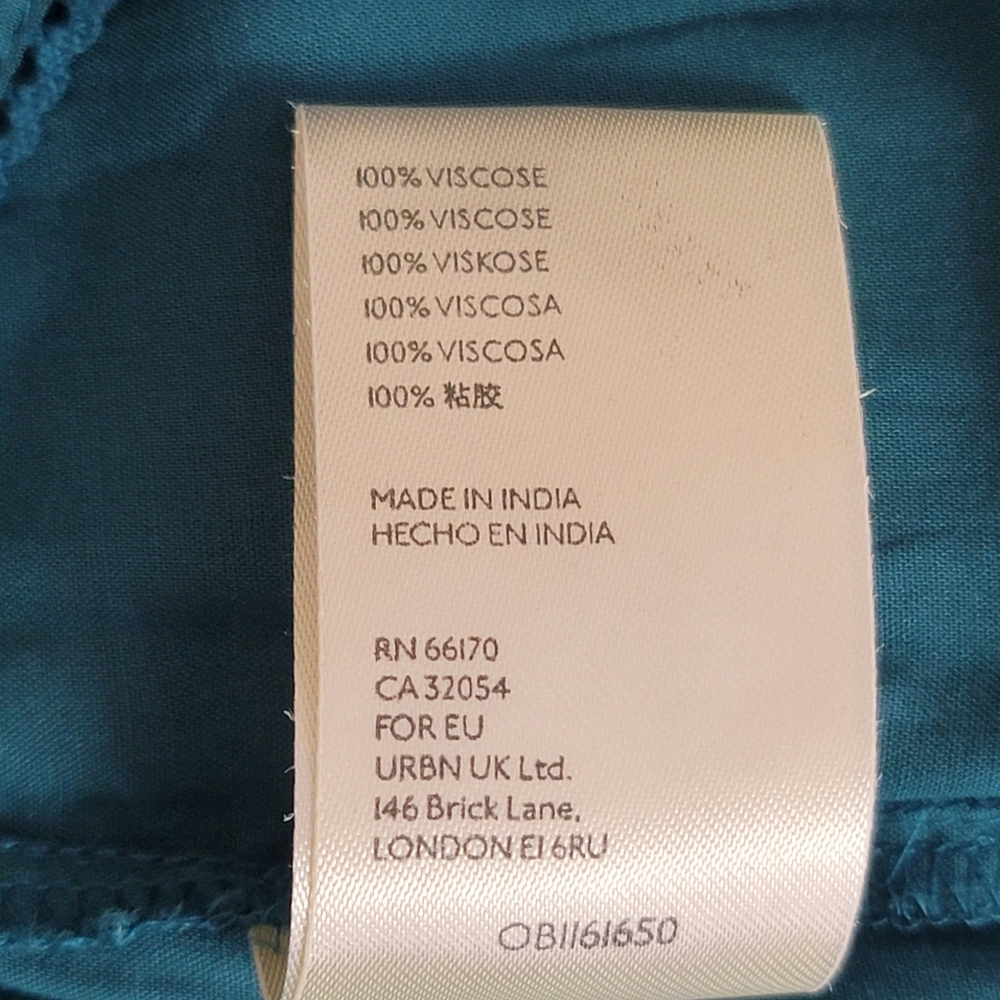 100% VISCOSE
100% VISCOSE
100% VISKOSE
100% VISCOSA
100% VISCOSA
100% 粘胶
MADE IN INDIA
HECHO EN INDIA
RN 66170
CA 32054
FOR EU
URBN UK Ltd.
146 Brick Lane,
LONDON E1 6RU
OB1161650